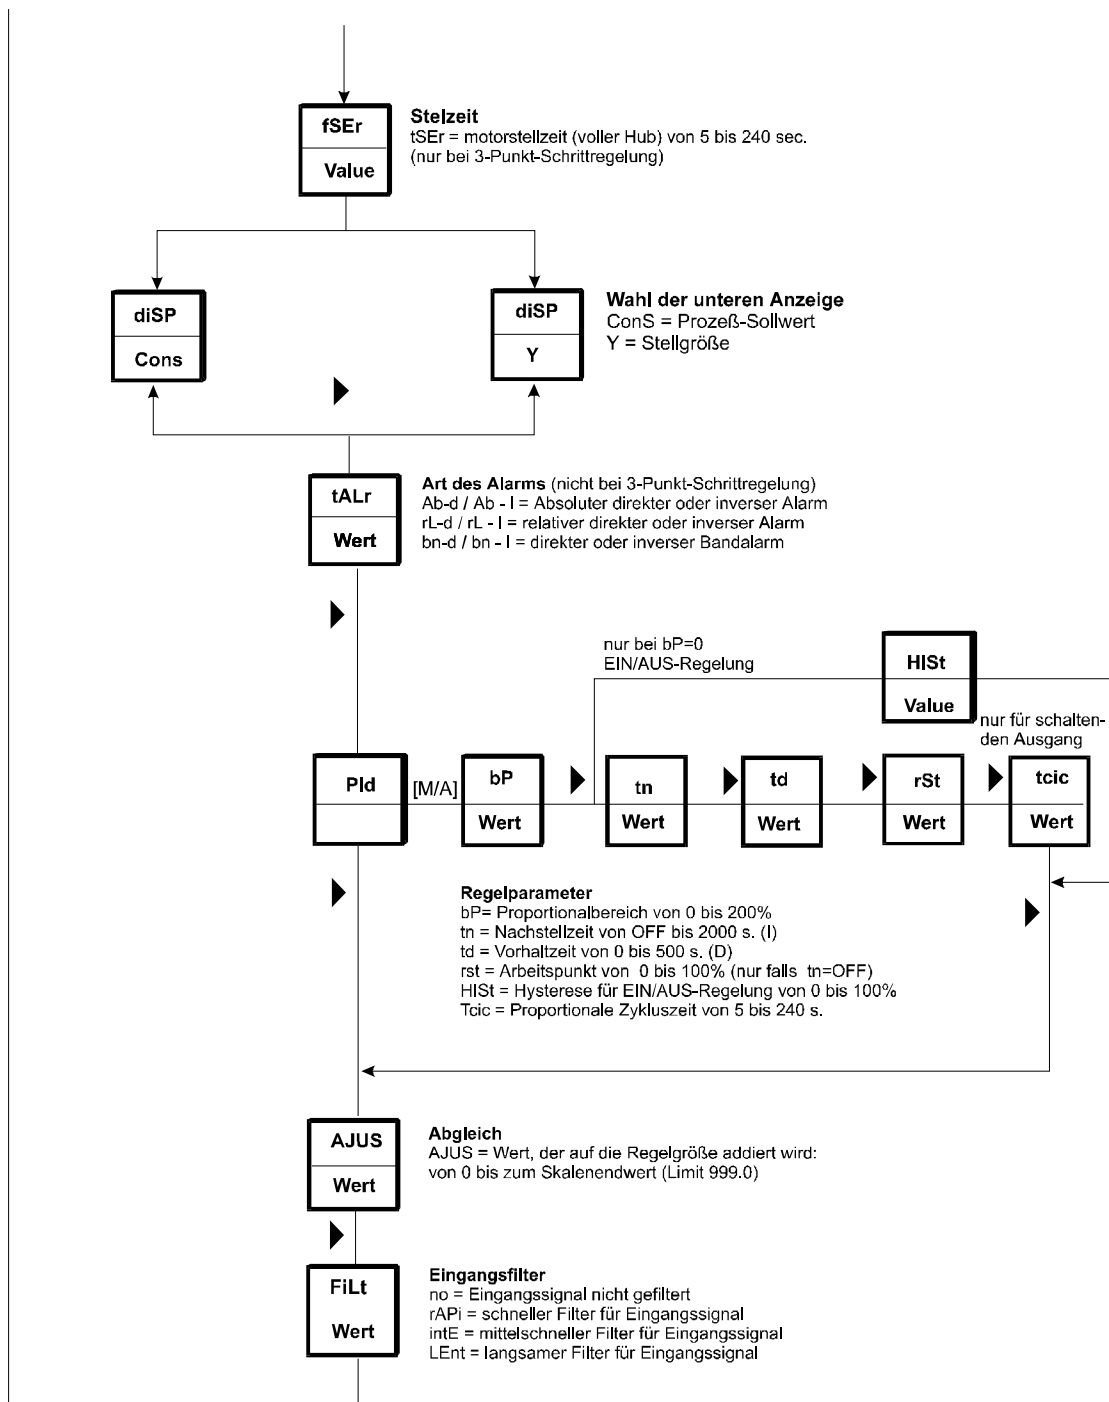 fSEr
Value
Stelzeit
tSEr = motorstellzeit (voller Hub) von 5 bis 240 sec.
(nur bei 3-Punkt-Schrittregelung)
diSP
Cons
diSP
Y
Wahl der unteren Anzeige
ConS = Prozeß-Sollwert
Y = Stellgröße
tALr
Wert
Art des Alarms (nicht bei 3-Punkt-Schrittregelung)
Ab-d / Ab - I = Absoluter direkter oder inverser Alarm
rL-d / rL - I = relativer direkter oder inverser Alarm
bn-d / bn - I = direkter oder inverser Bandalarm
nur bei bP=0
EIN/AUS-Regelung
HISt
Value
nur für schalten-
den Ausgang
PId
[M/A]
bP
Wert
tn
Wert
td
Wert
rSt
Wert
tcic
Wert
Regelparameter
bP= Proportionalbereich von 0 bis 200%
tn = Nachstellzeit von OFF bis 2000 s. (I)
td = Vorhaltzeit von 0 bis 500 s. (D)
rst = Arbeitspunkt von 0 bis 100% (nur falls tn=OFF)
HISt = Hysterese für EIN/AUS-Regelung von 0 bis 100%
Tcic = Proportionale Zykluszeit von 5 bis 240 s.
AJUS
Wert
Abgleich
AJUS = Wert, der auf die Regelgröße addiert wird:
von 0 bis zum Skalenendwert (Limit 999.0)
FiLt
Wert
Eingangsfilter
no = Eingangssignal nicht gefiltert
rAPi = schneller Filter für Eingangssignal
intE = mittelschneller Filter für Eingangssignal
LEnt = langsamer Filter für Eingangssignal